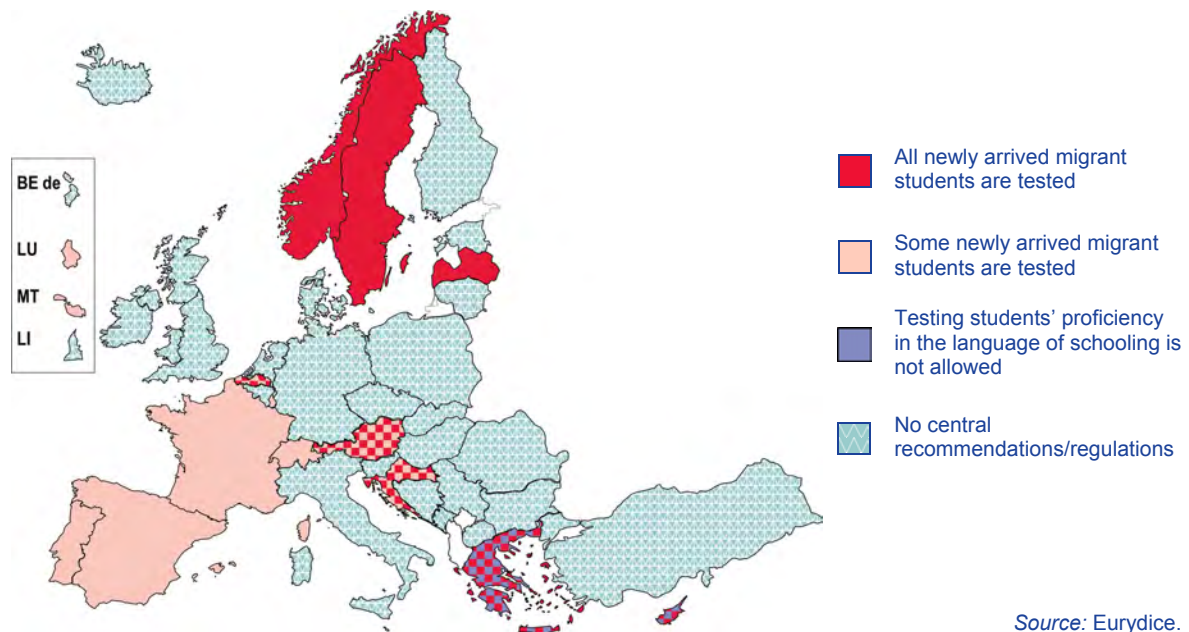 BE de
LU
MT
LI
All newly arrived migrant
students are tested
Some newly arrived migrant
students are tested
Testing students’ proficiency
in the language of schooling is
not allowed
No central
recommendations/regulations
Source: Eurydice.